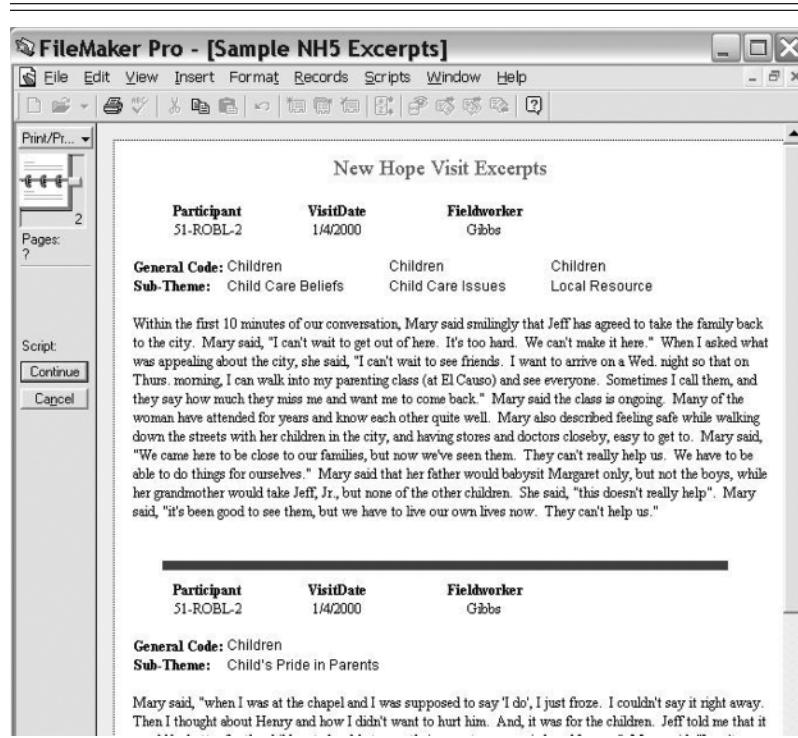 FileMaker Pro - [Sample NH5 Excerpts]
File Edit View Insert Format Records Scripts Window Help
Print/Pr...
2
Pages:
?
Script:
Continue
Cancel
New Hope Visit Excerpts
Participant VisitDate Fieldworker
51-ROBL-2 1/4/2000 Gibbs
General Code: Children Children Children
Sub-Theme: Child Care Beliefs Child Care Issues Local Resource
Within the first 10 minutes of our conversation, Mary said smilingly that Jeff has agreed to take the family back
to the city. Mary said, "I can't wait to get out of here. It's too hard. We can't make it here." When I asked what
was appealing about the city, she said, "I can't wait to see friends. I want to arrive on a Wed. night so that on
Thurs. morning, I can walk into my parenting class (at El Causo) and see everyone. Sometimes I call them, and
they say how much they miss me and want me to come back." Mary said the class is ongoing. Many of the
woman have attended for years and know each other quite well. Mary also described feeling safe while walking
down the streets with her children in the city, and having stores and doctors closeby, easy to get to. Mary said,
"We came here to be close to our families, but now we've seen them. They can't really help us. We have to be
able to do things for ourselves." Mary said that her father would babysit Margaret only, but not the boys, while
her grandmother would take Jeff, Jr., but none of the other children. She said, "this doesn't really help". Mary
said, "it's been good to see them, but we have to live our own lives now. They can't help us."
Participant VisitDate Fieldworker
51-ROBL-2 1/4/2000 Gibbs
General Code: Children
Sub-Theme: Child's Pride in Parents
Mary said, "when I was at the chapel and I was supposed to say 'I do', I just froze. I couldn't say it right away.
Then I thought about Henry and how I didn't want to hurt him. And, it was for the children. Jeff told me that it